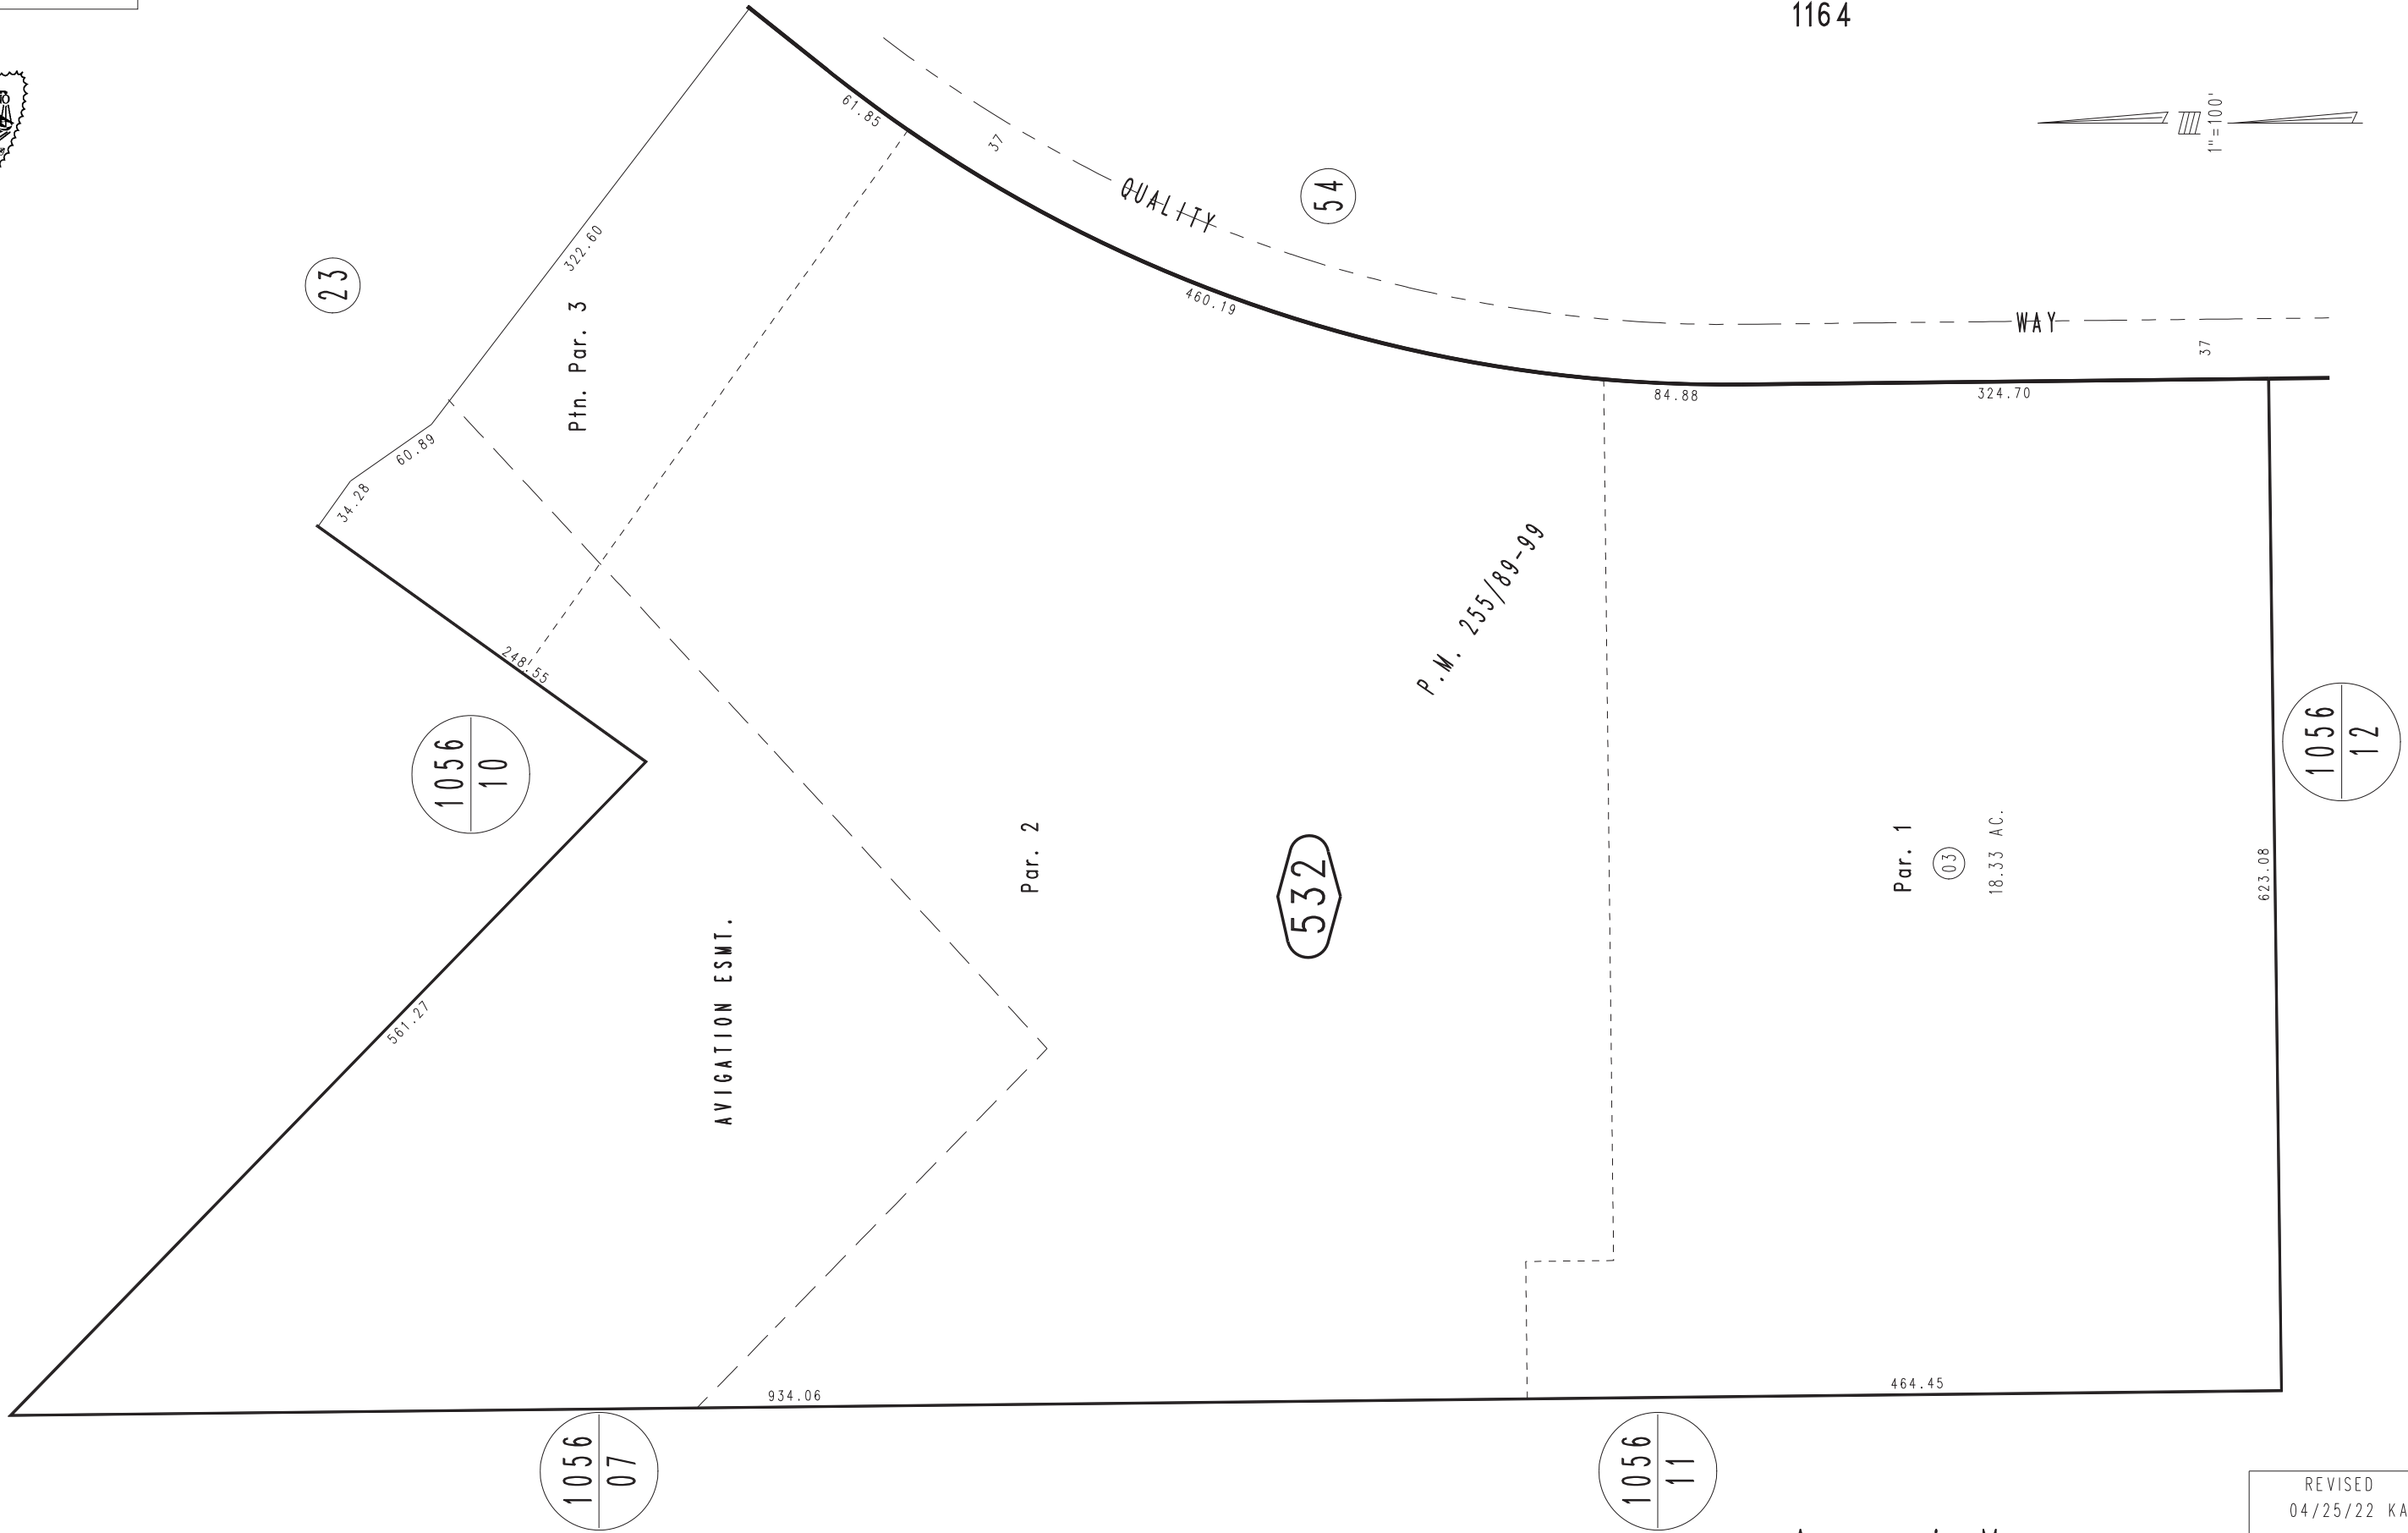 1164
1"=100'
61.85
37
QUALITY
54
23
322.60
Ptn. Par. 3
460.19
WAY
37
84.88
324.70
60.89
34.28
248.55
P.M. 255/89-99
1056
10
1056
12
Par. 2
532
Par. 1
03
18.33 AC.
623.08
AVIGATION ESMT.
561.27
934.06
464.45
1056
07
1056
11
REVISED
04/25/22 KA